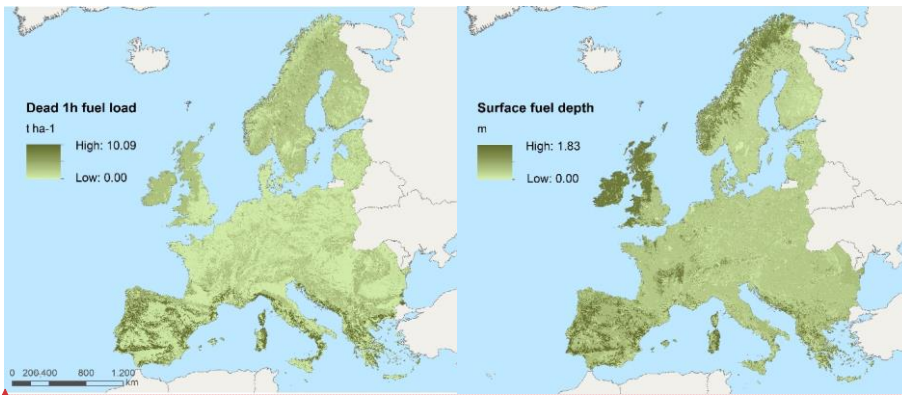 Dead 1h fuel load
t ha-1
High: 10.09
Low: 0.00
0 200 400 800 1.200
km
Surface fuel depth
m
High: 1.83
Low: 0.00